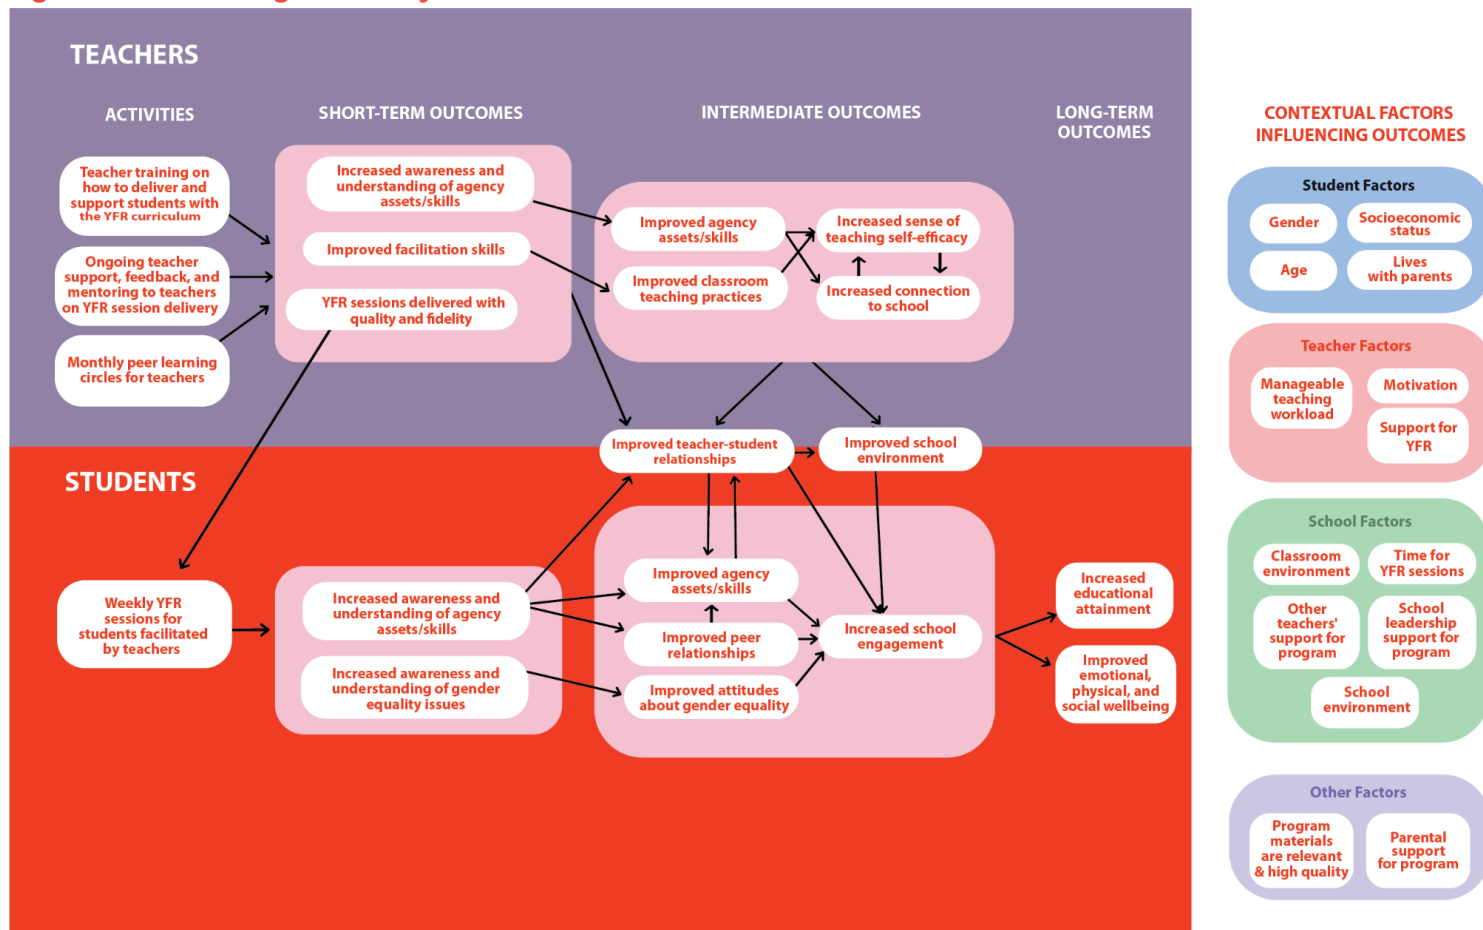 TEACHERS
ACTIVITIES
SHORT-TERM OUTCOMES
INTERMEDIATE OUTCOMES
LONG-TERM
OUTCOMES
Teacher training on
how to deliver and
support students with
the YFR curriculum
Ongoing teacher
support, feedback, and
mentoring to teachers
on YFR session delivery
Monthly peer learning
circles for teachers
Increased awareness and
understanding of agency
assets/skills
Improved facilitation skills
YFR sessions delivered with
quality and fidelity
Improved agency
assets/skills
Improved classroom
teaching practices
Increased sense of
teaching self-efficacy
Increased connection
to school
Improved teacher-student
relationships
Improved school
environment
STUDENTS
Weekly YFR
sessions for
students facilitated
by teachers
Increased awareness and
understanding of agency
assets/skills
Increased awareness and
understanding of gender
equality issues
Improved agency
assets/skills
Improved peer
relationships
Improved attitudes
about gender equality
Increased school
engagement
Increased
educational
attainment
Improved
emotional,
physical, and
social wellbeing
CONTEXTUAL FACTORS
INFLUENCING OUTCOMES
Student Factors
Gender
Socioeconomic
status
Age
Lives
with parents
Teacher Factors
Manageable
teaching
workload
Motivation
Support for
YFR
School Factors
Classroom
environment
Time for
YFR sessions
Other
teachers'
support for
program
School
leadership
support for
program
School
environment
Other Factors
Program
materials
are relevant
& high quality
Parental
support
for program